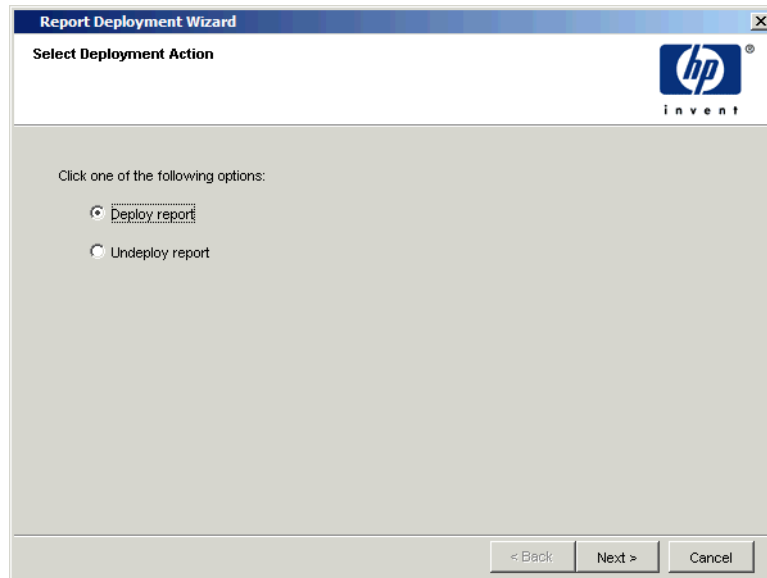 Report Deployment Wizard
Select Deployment Action
hp
®
invent
Click one of the following options:
Deploy report
Undeploy report
< Back
Next >
Cancel